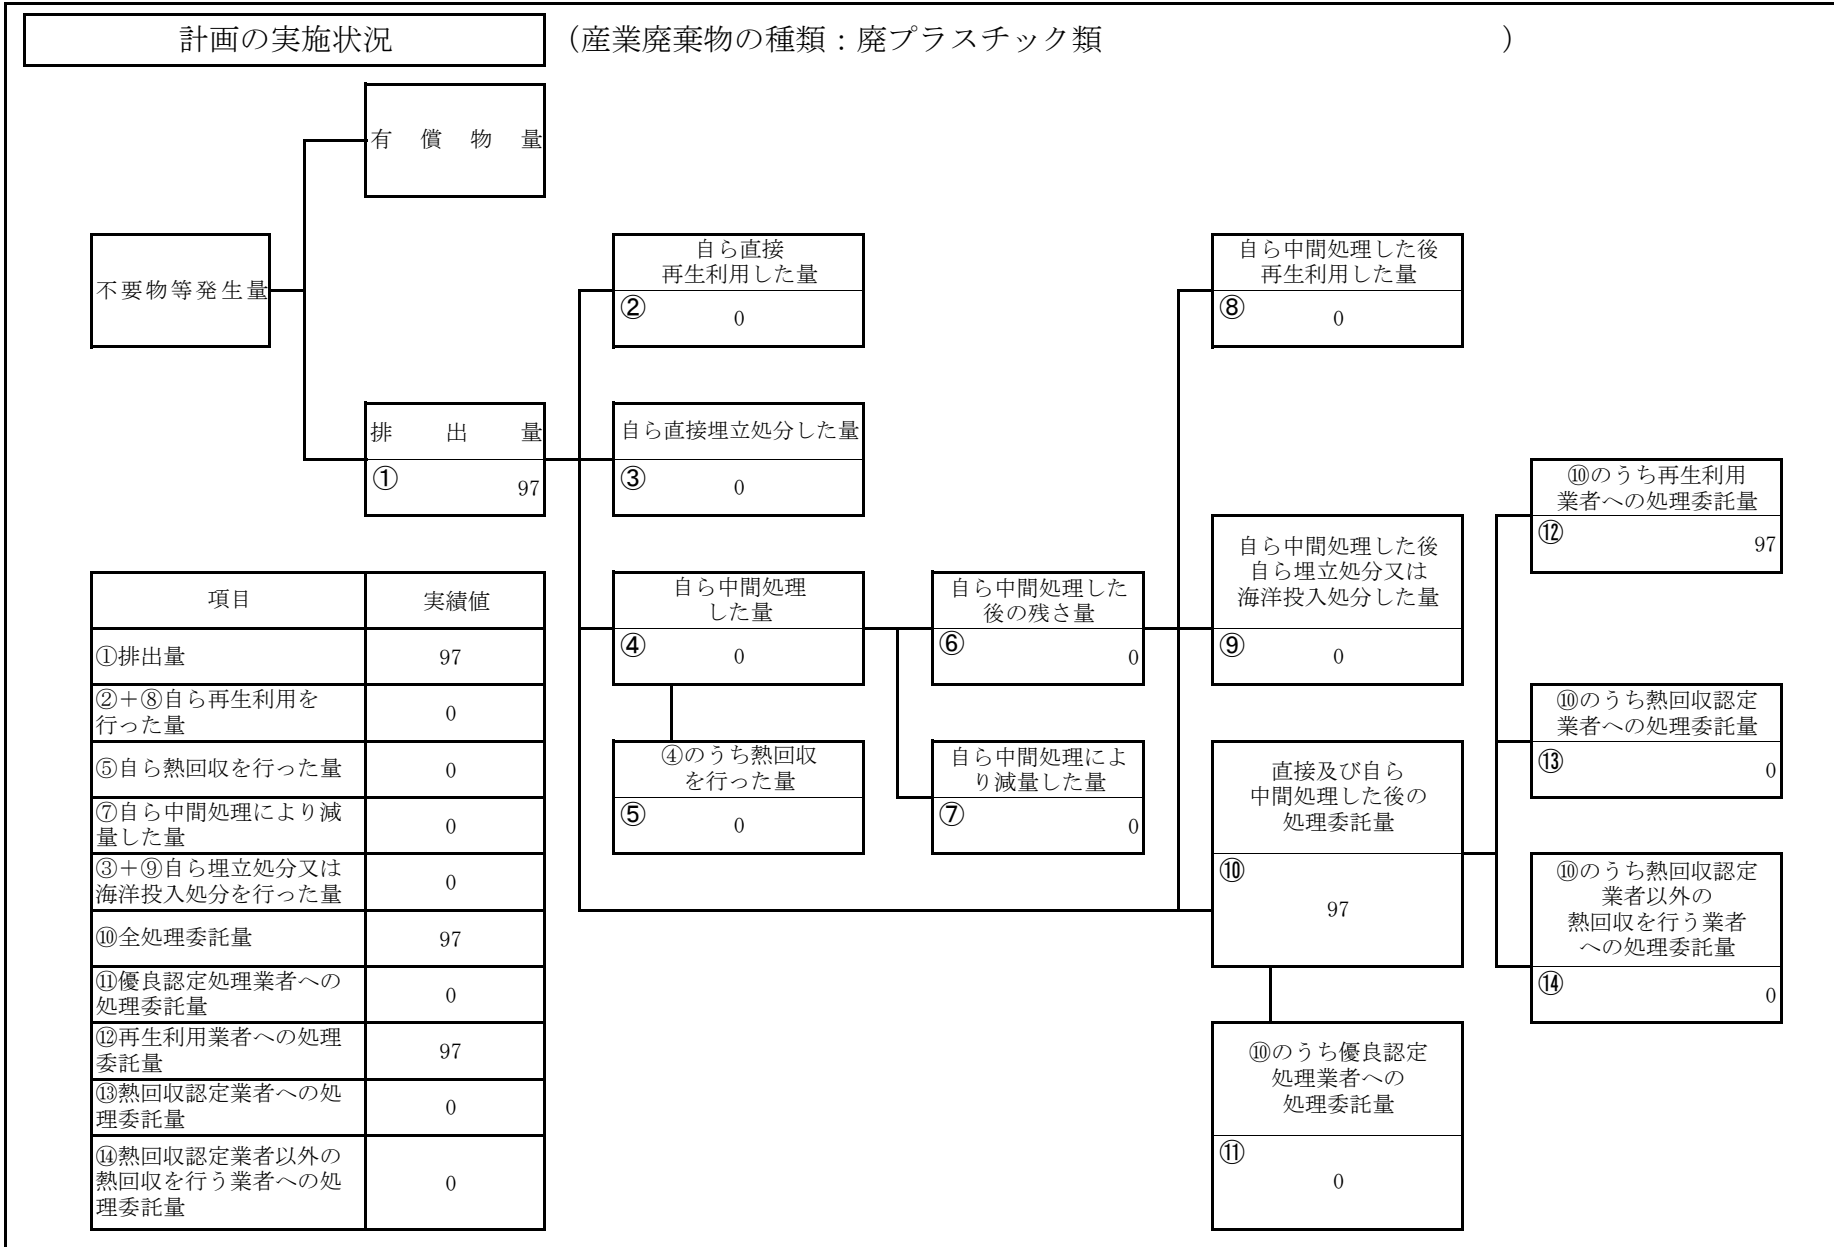 計画の実施状況
（産業廃棄物の種類：廃プラスチック類　　　　　　　　　　　　）
有償物量
不要物等発生量
排出量
①
97
自ら直接
再生利用した量
②
0
自ら直接埋立処分した量
③
0
自ら中間処理
した量
④
0
④のうち熱回収
を行った量
⑤
0
自ら中間処理した
後の残さ量
⑥
0
自ら中間処理によ
り減量した量
⑦
0
自ら中間処理した後
再生利用した量
⑧
0
自ら中間処理した後
自ら埋立処分又は
海洋投入処分した量
⑨
0
直接及び自ら
中間処理した後の
処理委託量
⑩
97
⑩のうち優良認定
処理業者への
処理委託量
⑪
0
⑩のうち再生利用
業者への処理委託量
⑫
97
⑩のうち熱回収認定
業者への処理委託量
⑬
0
⑩のうち熱回収認定
業者以外の
熱回収を行う業者
への処理委託量
⑭
0
項目 実績値
①排出量 97
②＋⑧自ら再生利用を
行った量 0
⑤自ら熱回収を行った量 0
⑦自ら中間処理により減
量した量 0
③＋⑨自ら埋立処分又は
海洋投入処分を行った量 0
⑩全処理委託量 97
⑪優良認定処理業者への
処理委託量 0
⑫再生利用業者への処理
委託量 97
⑬熱回収認定業者への処
理委託量 0
⑭熱回収認定業者以外の
熱回収を行う業者への処
理委託量 0